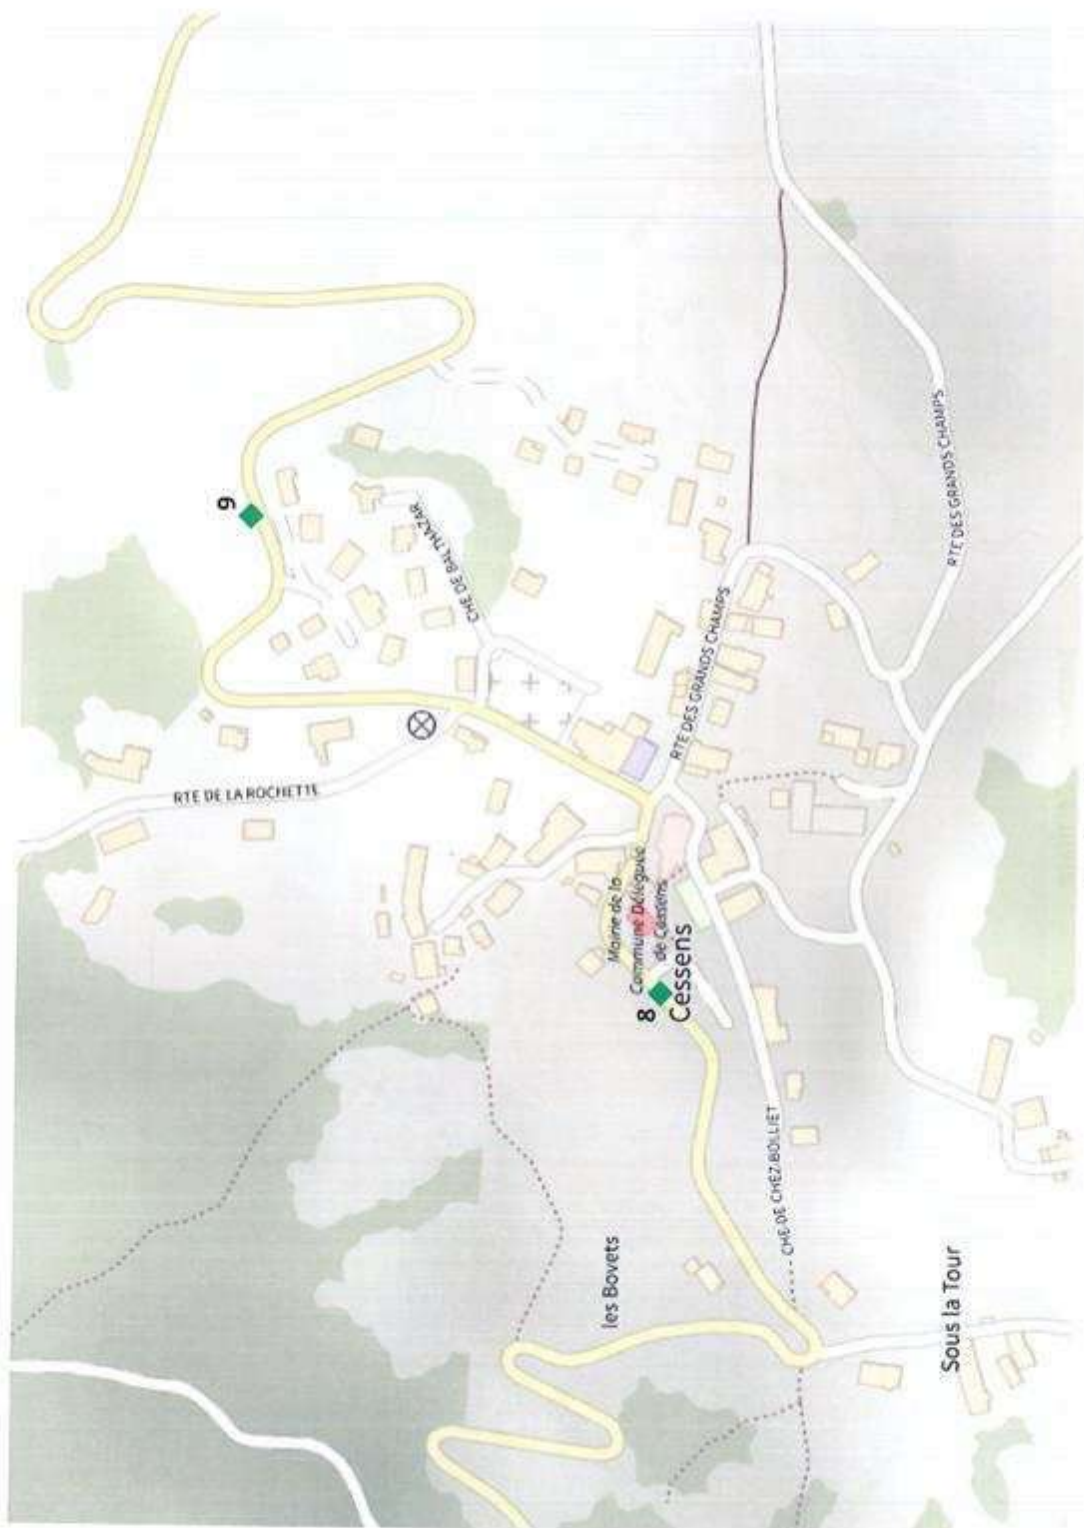 9
CHE DE BALTHAZAR
RTE DE LA ROCHETTE
RTE DES GRANDS CHAMPS
RTE DES GRANDS CHAMPS
Mairie de la
Commune Déléguée
de Cessens
8
Cessens
CHE DE CHEZ BOLLIET
les Bovets
Sous la Tour